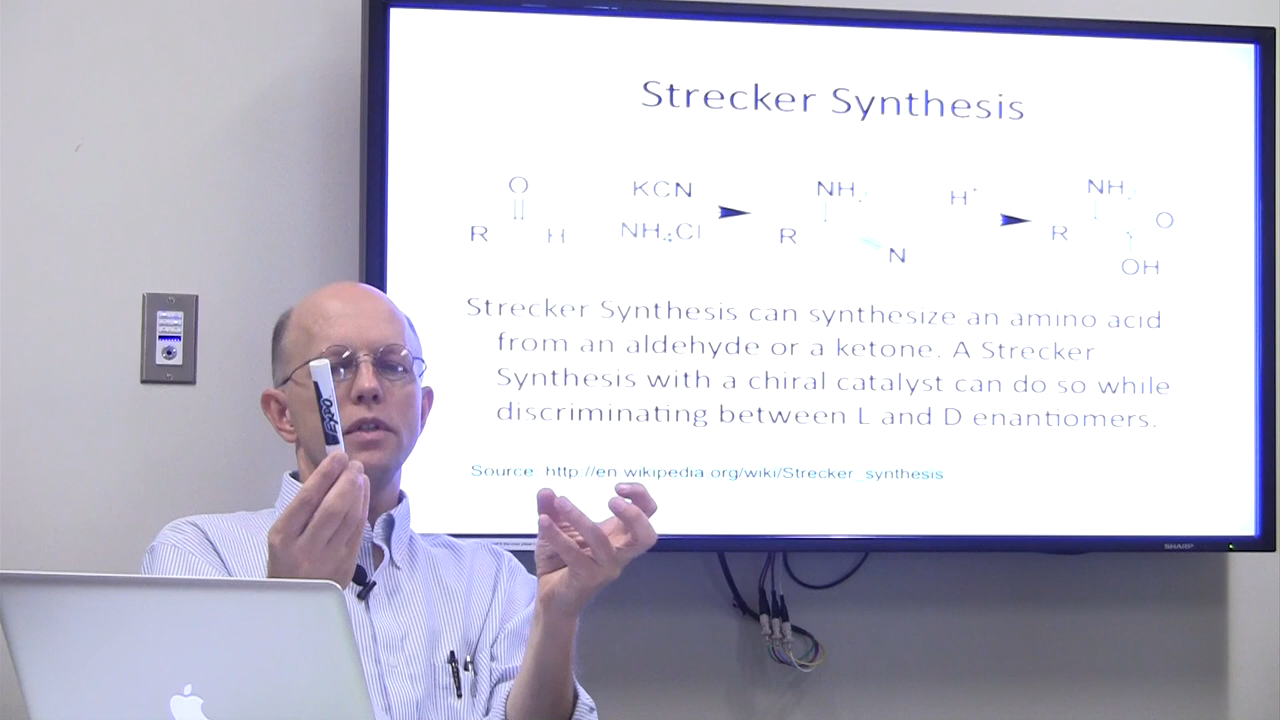 Strecker Synthesis
O KCN NH₂ H⁺ NH₂ O
R H NH₄Cl R N R OH
Strecker Synthesis can synthesize an amino acid
from an aldehyde or a ketone. A Strecker
Synthesis with a chiral catalyst can do so while
discriminating between L and D enantiomers.
Source: http://en.wikipedia.org/wiki/Strecker_synthesis
SHARP
EXPO